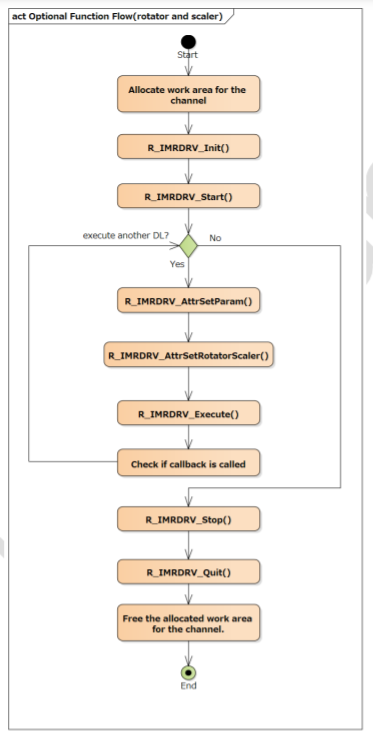 act Optional Function Flow(rotator and scaler)
Start
Allocate work area for the
channel
R_IMRDRV_Init()
R_IMRDRV_Start()
execute another DL?
No
Yes
R_IMRDRV_AttrSetParam()
R_IMRDRV_AttrSetRotatorScaler()
R_IMRDRV_Execute()
Check if callback is called
R_IMRDRV_Stop()
R_IMRDRV_Quit()
Free the allocated work area
for the channel.
End